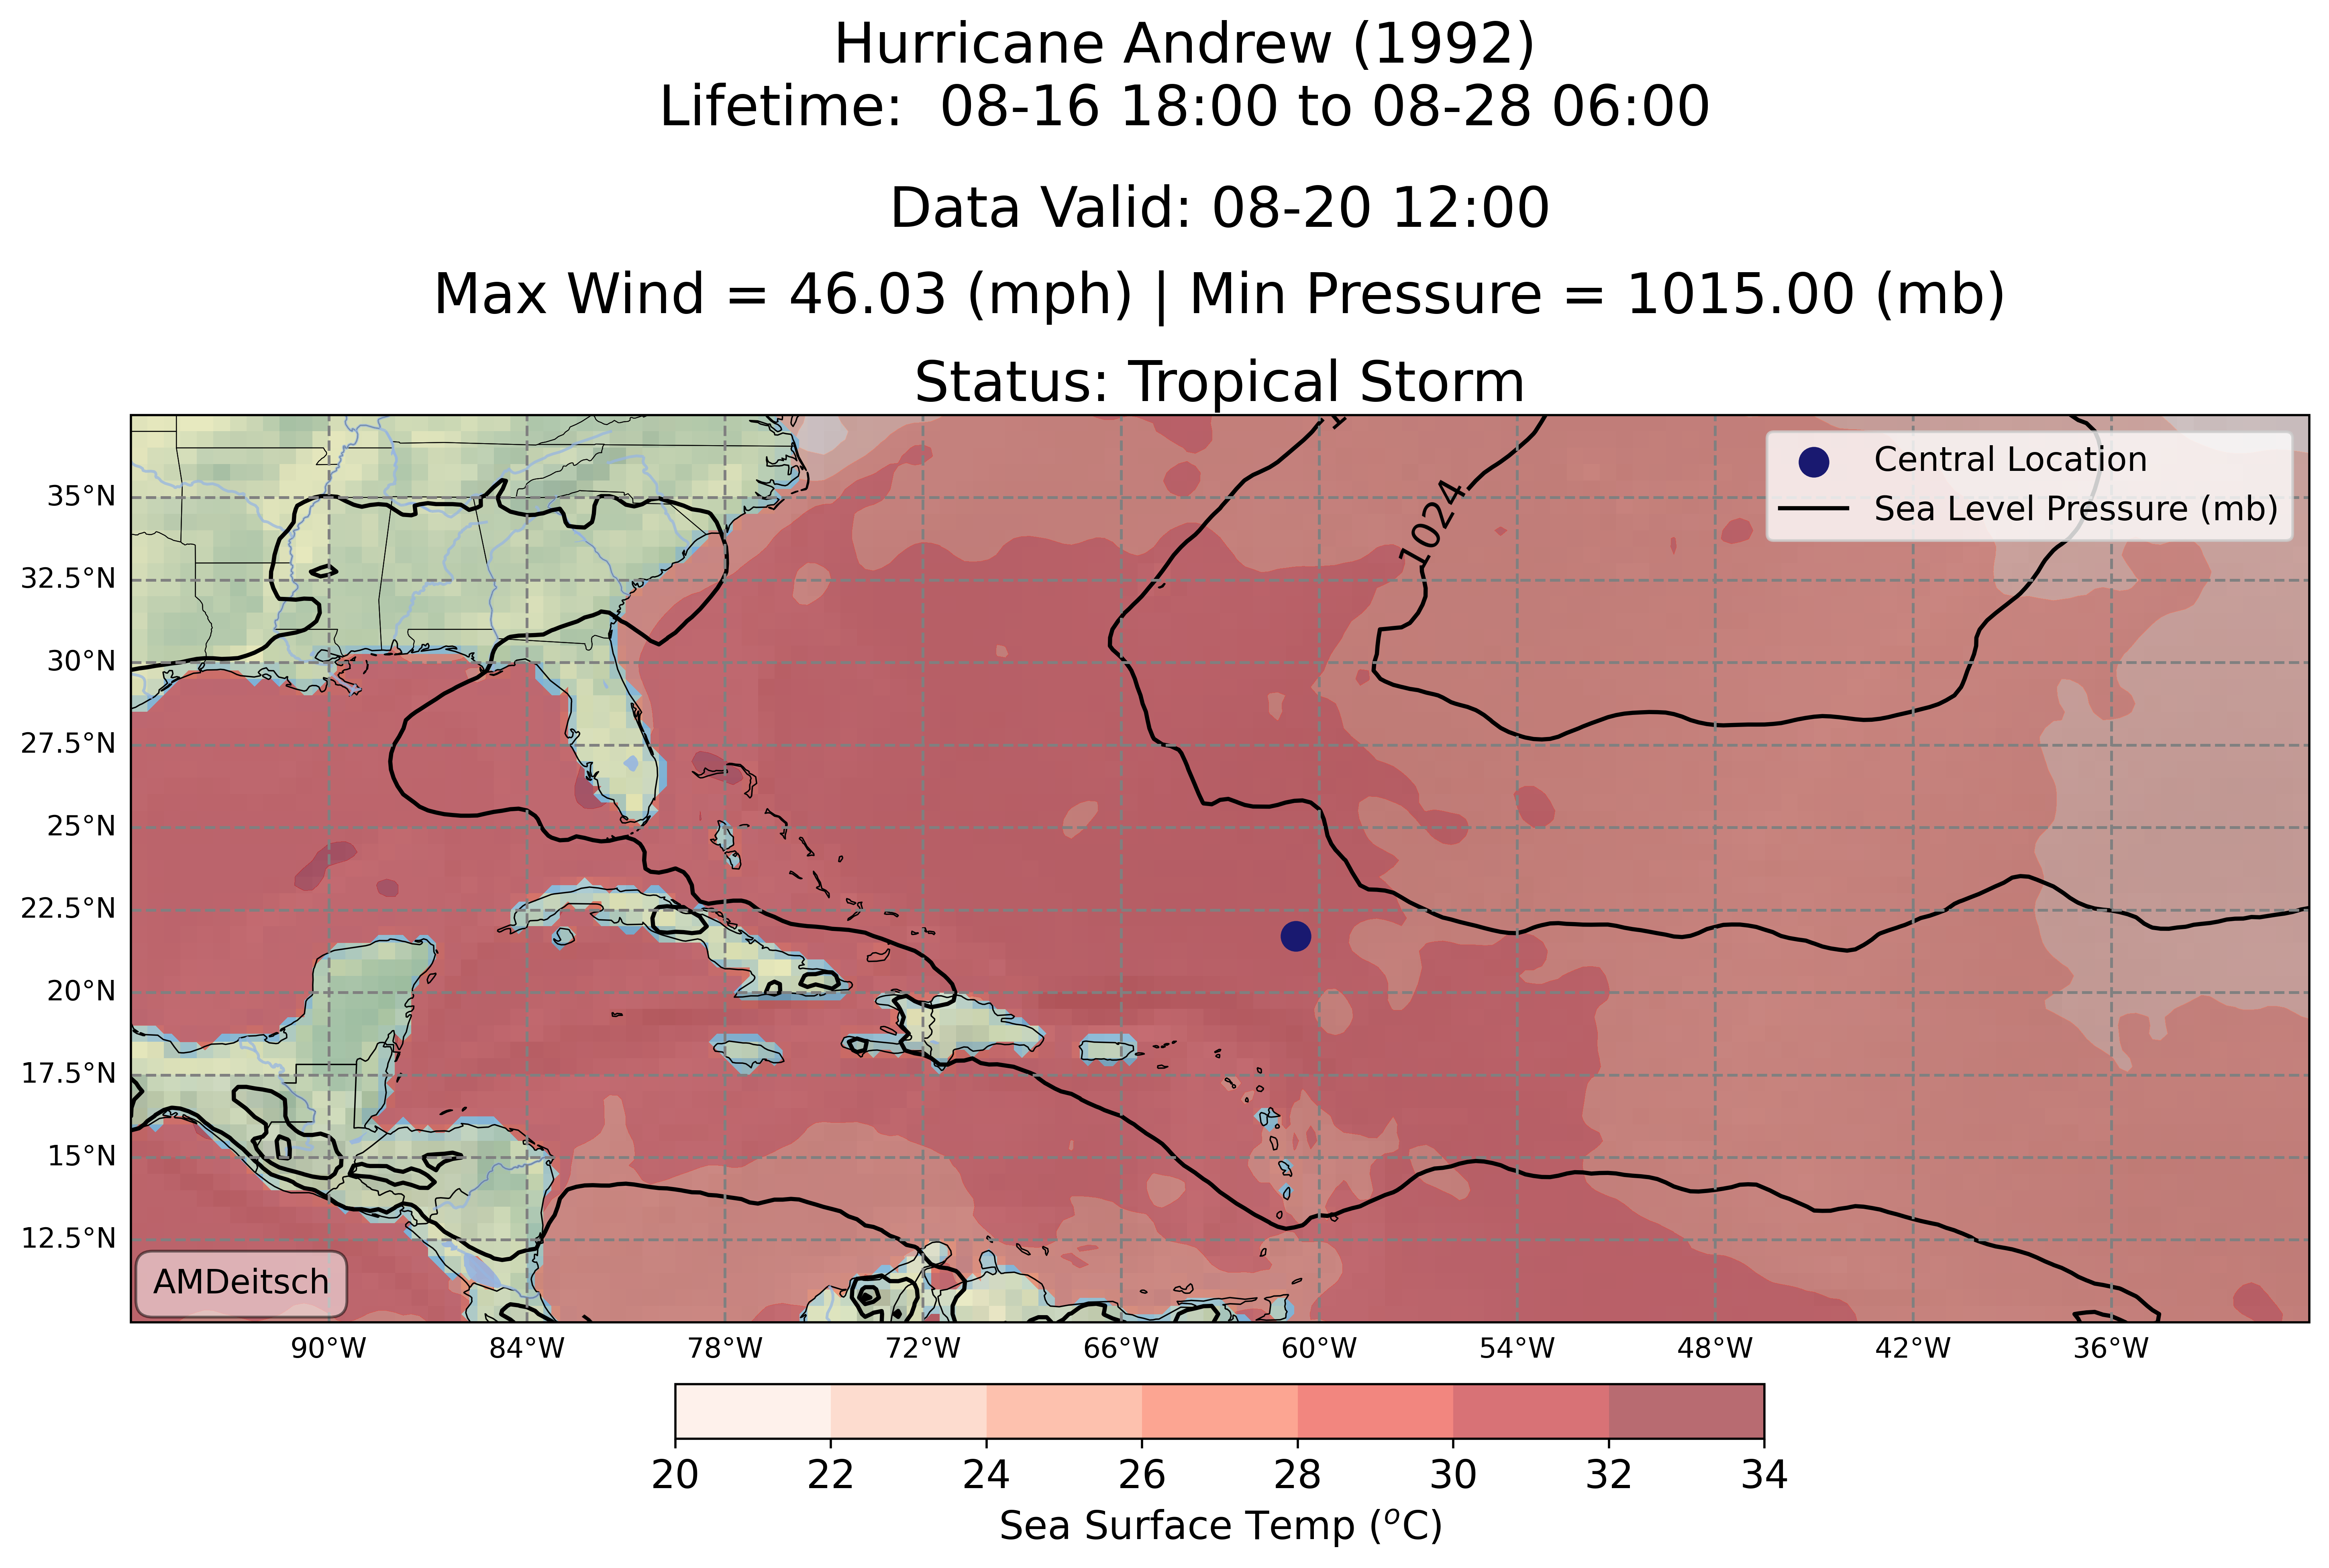 Hurricane Andrew (1992)
Lifetime:  08-16 18:00 to 08-28 06:00
Data Valid: 08-20 12:00
Max Wind = 46.03 (mph) | Min Pressure = 1015.00 (mb)
Status: Tropical Storm
Central Location
Sea Level Pressure (mb)
1024
35°N
32.5°N
30°N
27.5°N
25°N
22.5°N
20°N
17.5°N
15°N
12.5°N
AMDeitsch
90°W 84°W 78°W 72°W 66°W 60°W 54°W 48°W 42°W 36°W
20 22 24 26 28 30 32 34
Sea Surface Temp (°C)